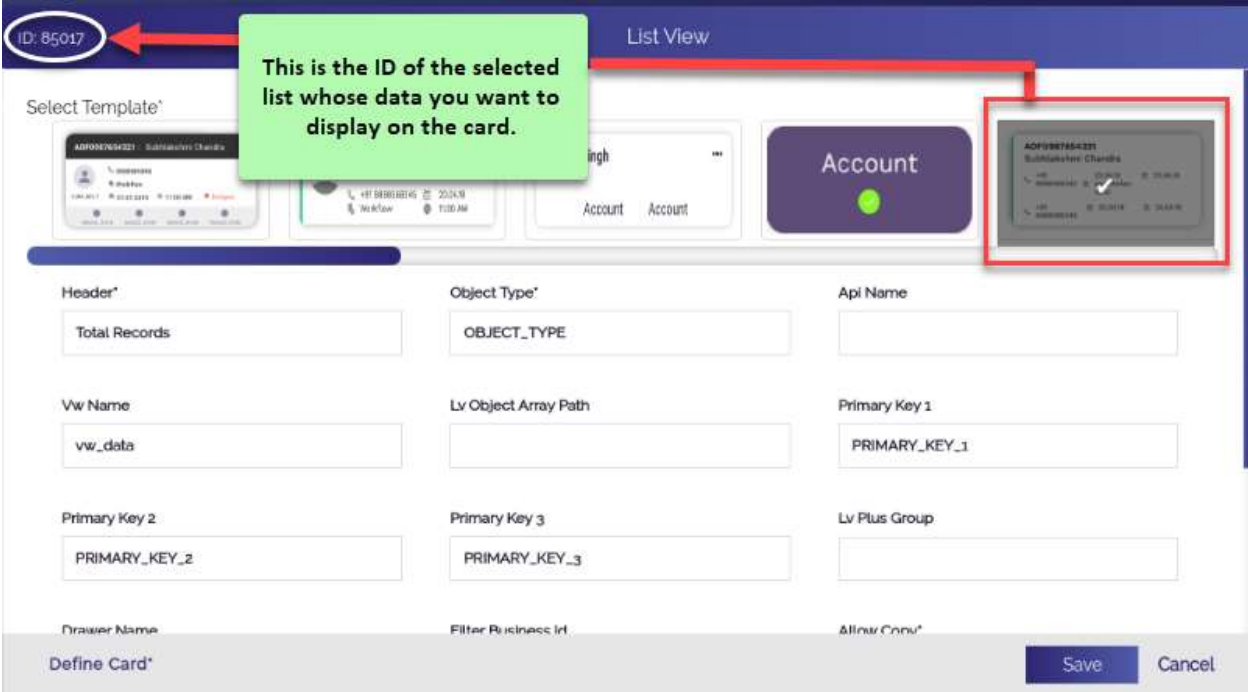 ID: 85017
List View
This is the ID of the selected
list whose data you want to
display on the card.
Select Template*
Account
Account Account
Header*
Object Type*
Api Name
Total Records
OBJECT_TYPE
Vw Name
Lv Object Array Path
Primary Key 1
vw_data
PRIMARY_KEY_1
Primary Key 2
Primary Key 3
Lv Plus Group
PRIMARY_KEY_2
PRIMARY_KEY_3
Drawer Name
Filter Business Id
Allow Copy*
Define Card*
Save
Cancel